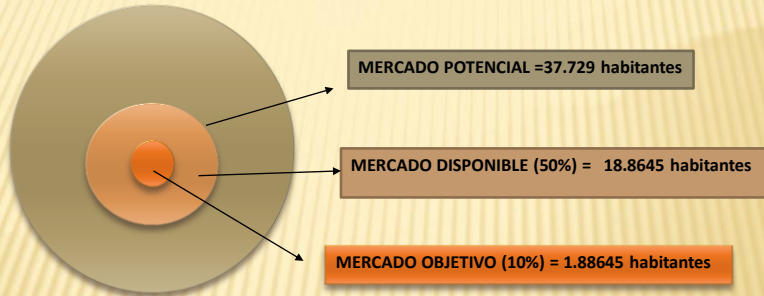 MERCADO POTENCIAL =37.729 habitantes
MERCADO DISPONIBLE (50%) = 18.8645 habitantes
MERCADO OBJETIVO (10%) = 1.88645 habitantes